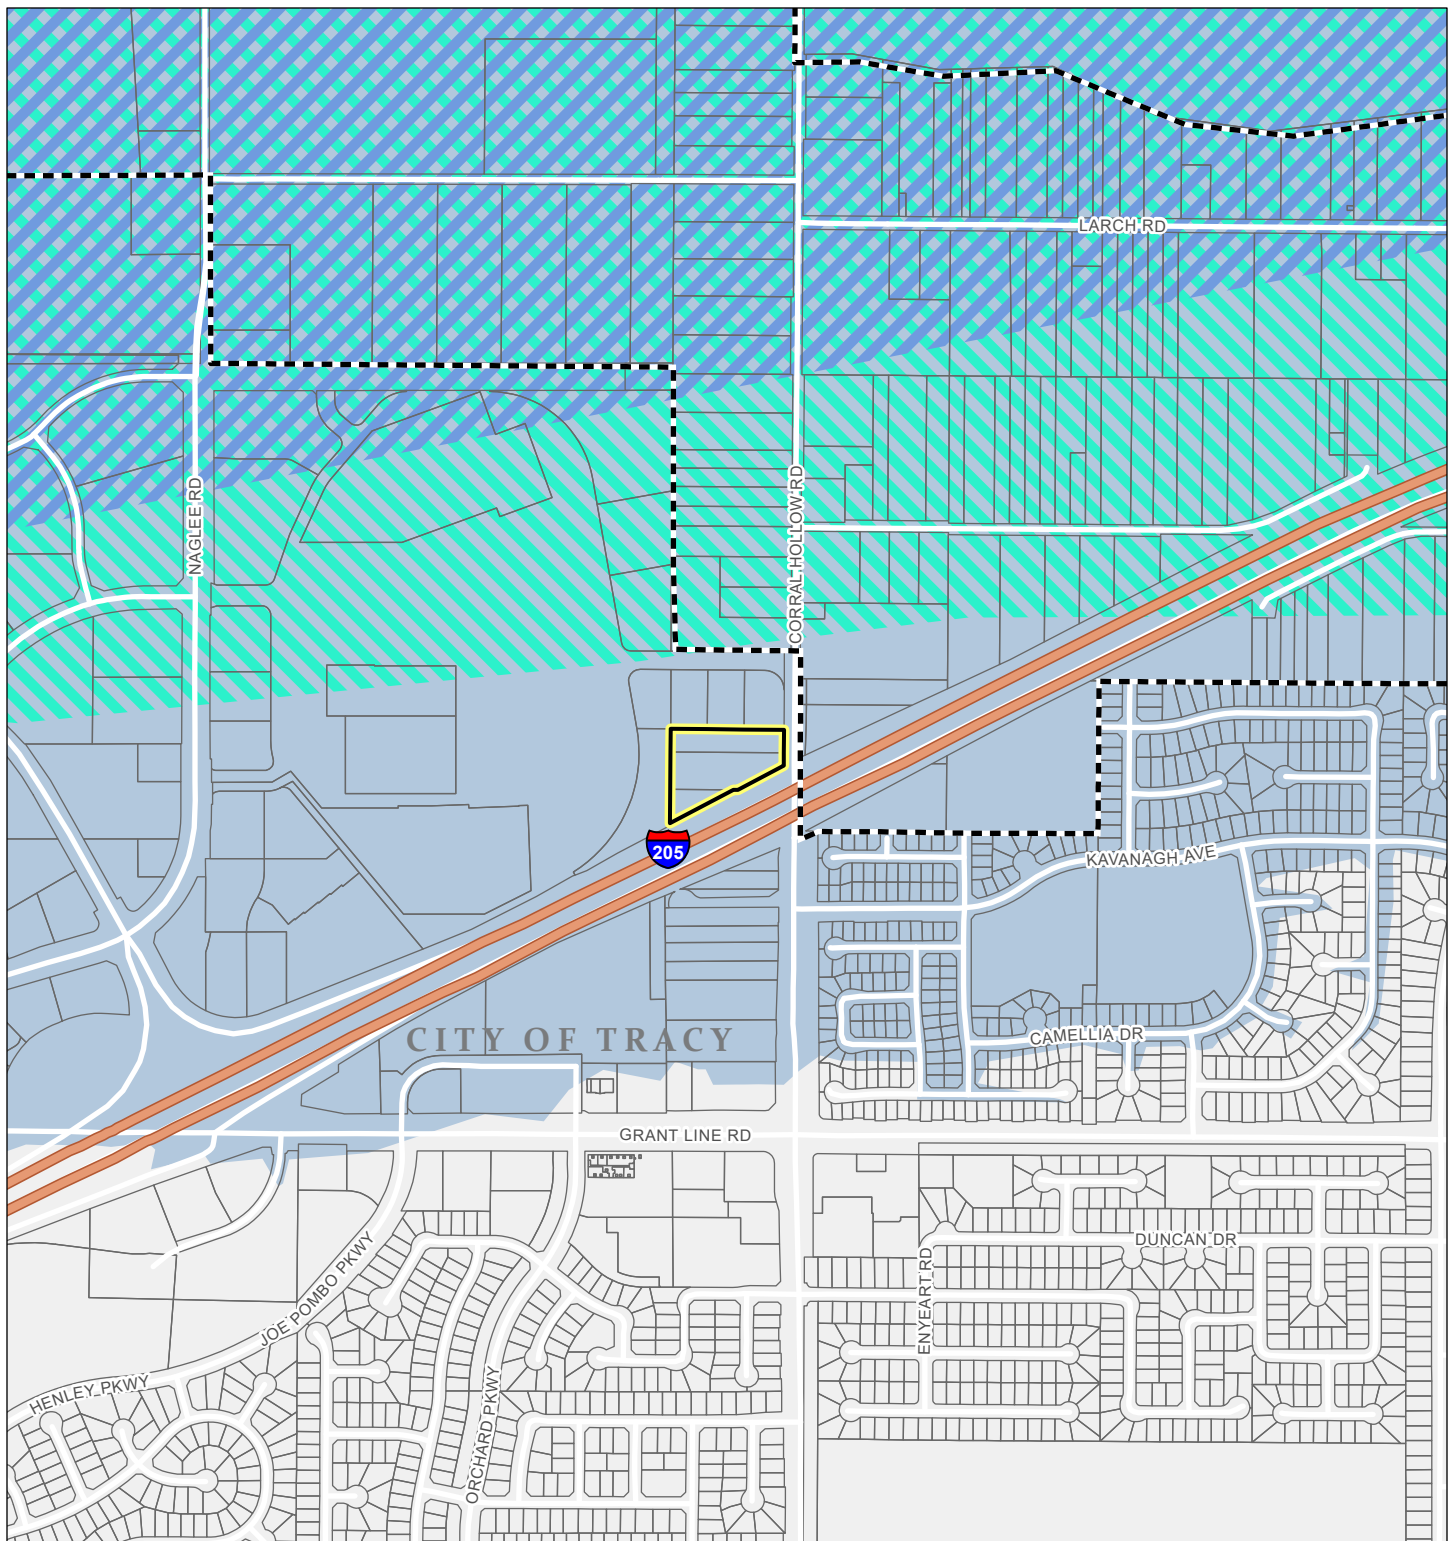 LARCH RD
NAGLEE RD
CORRAL HOLLOW RD
205
KAVANAGH AVE
CITY OF TRACY
CAMELLIA DR
GRANT LINE RD
DUNCAN DR
ENYEART RD
JOE POMBO PKWY
HENLEY PKWY
ORCHARD PKWY